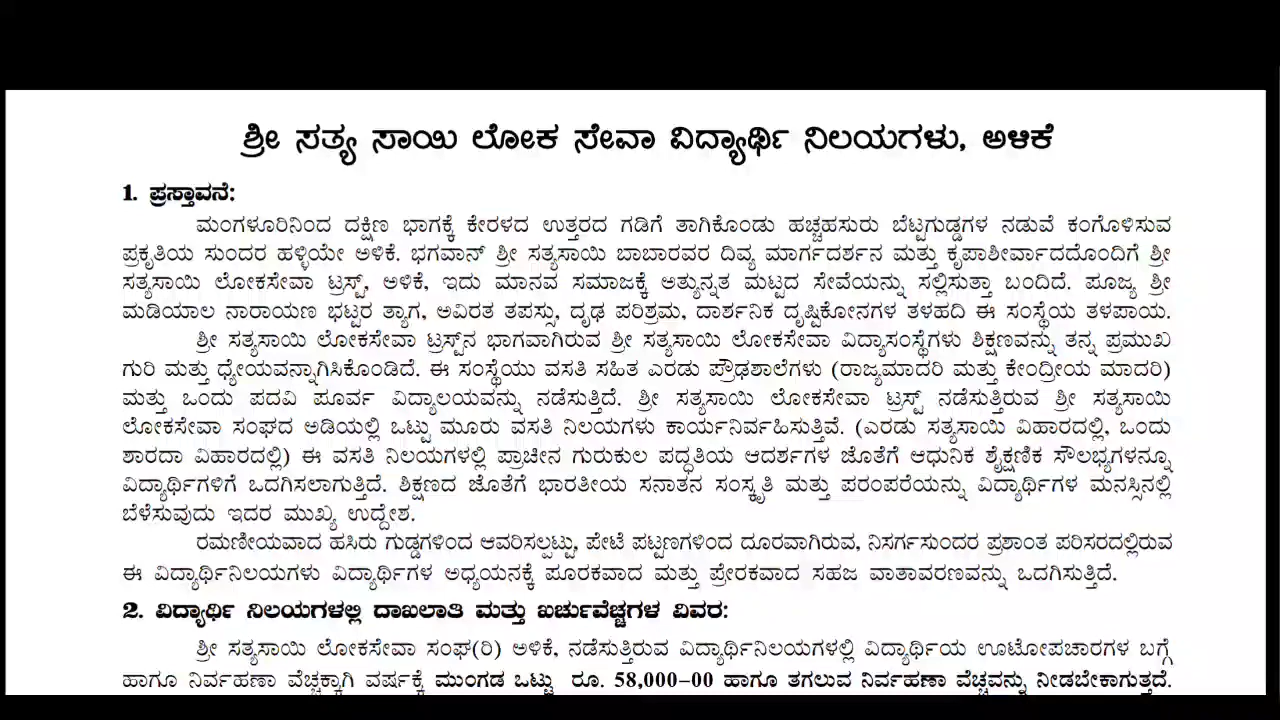 ಶ್ರೀ ಸತ್ಯ ಸಾಯಿ ಲೋಕ ಸೇವಾ ವಿದ್ಯಾರ್ಥಿ ನಿಲಯಗಳು, ಅಳಿಕೆ
1. ಪ್ರಸ್ತಾವನೆ:
ಮಂಗಳೂರಿನಿಂದ ದಕ್ಷಿಣ ಭಾಗಕ್ಕೆ ಕೇರಳದ ಉತ್ತರದ ಗಡಿಗೆ ತಾಗಿಕೊಂಡು ಹಚ್ಚಹಸುರು ಬೆಟ್ಟಗುಡ್ಡಗಳ ನಡುವೆ ಕಂಗೊಳಿಸುವ
ಪ್ರಕೃತಿಯ ಸುಂದರ ಹಳ್ಳಿಯೇ ಅಳಿಕೆ. ಭಗವಾನ್ ಶ್ರೀ ಸತ್ಯಸಾಯಿ ಬಾಬಾರವರ ದಿವ್ಯ ಮಾರ್ಗದರ್ಶನ ಮತ್ತು ಕೃಪಾಶೀರ್ವಾದದೊಂದಿಗೆ ಶ್ರೀ
ಸತ್ಯಸಾಯಿ ಲೋಕಸೇವಾ ಟ್ರಸ್ಟ್, ಅಳಿಕೆ, ಇದು ಮಾನವ ಸಮಾಜಕ್ಕೆ ಅತ್ಯುನ್ನತ ಮಟ್ಟದ ಸೇವೆಯನ್ನು ಸಲ್ಲಿಸುತ್ತಾ ಬಂದಿದೆ. ಪೂಜ್ಯ ಶ್ರೀ
ಮಡಿಯಾಲ ನಾರಾಯಣ ಭಟ್ಟರ ತ್ಯಾಗ, ಅವಿರತ ತಪಸ್ಸು, ದೃಢ ಪರಿಶ್ರಮ, ದಾರ್ಶನಿಕ ದೃಷ್ಟಿಕೋನಗಳ ತಳಹದಿ ಈ ಸಂಸ್ಥೆಯ ತಳಪಾಯ.
ಶ್ರೀ ಸತ್ಯಸಾಯಿ ಲೋಕಸೇವಾ ಟ್ರಸ್ಟ್‌ನ ಭಾಗವಾಗಿರುವ ಶ್ರೀ ಸತ್ಯಸಾಯಿ ಲೋಕಸೇವಾ ವಿದ್ಯಾಸಂಸ್ಥೆಗಳು ಶಿಕ್ಷಣವನ್ನು ತನ್ನ ಪ್ರಮುಖ
ಗುರಿ ಮತ್ತು ಧ್ಯೇಯವನ್ನಾಗಿಸಿಕೊಂಡಿದೆ. ಈ ಸಂಸ್ಥೆಯು ವಸತಿ ಸಹಿತ ಎರಡು ಪ್ರೌಢಶಾಲೆಗಳು (ರಾಜ್ಯಮಾದರಿ ಮತ್ತು ಕೇಂದ್ರೀಯ ಮಾದರಿ)
ಮತ್ತು ಒಂದು ಪದವಿ ಪೂರ್ವ ವಿದ್ಯಾಲಯವನ್ನು ನಡೆಸುತ್ತಿದೆ. ಶ್ರೀ ಸತ್ಯಸಾಯಿ ಲೋಕಸೇವಾ ಟ್ರಸ್ಟ್ ನಡೆಸುತ್ತಿರುವ ಶ್ರೀ ಸತ್ಯಸಾಯಿ
ಲೋಕಸೇವಾ ಸಂಘದ ಅಡಿಯಲ್ಲಿ ಒಟ್ಟು ಮೂರು ವಸತಿ ನಿಲಯಗಳು ಕಾರ್ಯನಿರ್ವಹಿಸುತ್ತಿವೆ. (ಎರಡು ಸತ್ಯಸಾಯಿ ವಿಹಾರದಲ್ಲಿ, ಒಂದು
ಶಾರದಾ ವಿಹಾರದಲ್ಲಿ) ಈ ವಸತಿ ನಿಲಯಗಳಲ್ಲಿ ಪ್ರಾಚೀನ ಗುರುಕುಲ ಪದ್ಧತಿಯ ಆದರ್ಶಗಳ ಜೊತೆಗೆ ಆಧುನಿಕ ಶೈಕ್ಷಣಿಕ ಸೌಲಭ್ಯಗಳನ್ನೂ
ವಿದ್ಯಾರ್ಥಿಗಳಿಗೆ ಒದಗಿಸಲಾಗುತ್ತಿದೆ. ಶಿಕ್ಷಣದ ಜೊತೆಗೆ ಭಾರತೀಯ ಸನಾತನ ಸಂಸ್ಕೃತಿ ಮತ್ತು ಪರಂಪರೆಯನ್ನು ವಿದ್ಯಾರ್ಥಿಗಳ ಮನಸ್ಸಿನಲ್ಲಿ
ಬೆಳೆಸುವುದು ಇದರ ಮುಖ್ಯ ಉದ್ದೇಶ.
ರಮಣೀಯವಾದ ಹಸಿರು ಗುಡ್ಡಗಳಿಂದ ಆವರಿಸಲ್ಪಟ್ಟು, ಪೇಟೆ ಪಟ್ಟಣಗಳಿಂದ ದೂರವಾಗಿರುವ, ನಿಸರ್ಗಸುಂದರ ಪ್ರಶಾಂತ ಪರಿಸರದಲ್ಲಿರುವ
ಈ ವಿದ್ಯಾರ್ಥಿನಿಲಯಗಳು ವಿದ್ಯಾರ್ಥಿಗಳ ಅಧ್ಯಯನಕ್ಕೆ ಪೂರಕವಾದ ಮತ್ತು ಪ್ರೇರಕವಾದ ಸಹಜ ವಾತಾವರಣವನ್ನು ಒದಗಿಸುತ್ತಿದೆ.
2. ವಿದ್ಯಾರ್ಥಿ ನಿಲಯಗಳಲ್ಲಿ ದಾಖಲಾತಿ ಮತ್ತು ಖರ್ಚುವೆಚ್ಚಗಳ ವಿವರ:
ಶ್ರೀ ಸತ್ಯಸಾಯಿ ಲೋಕಸೇವಾ ಸಂಘ(ರಿ) ಅಳಿಕೆ, ನಡೆಸುತ್ತಿರುವ ವಿದ್ಯಾರ್ಥಿನಿಲಯಗಳಲ್ಲಿ ವಿದ್ಯಾರ್ಥಿಯ ಊಟೋಪಚಾರಗಳ ಬಗ್ಗೆ
ಹಾಗೂ ನಿರ್ವಹಣಾ ವೆಚ್ಚಕ್ಕಾಗಿ ವರ್ಷಕ್ಕೆ ಮುಂಗಡ ಒಟ್ಟು ರೂ. 58,000–00 ಹಾಗೂ ತಗಲುವ ನಿರ್ವಹಣಾ ವೆಚ್ಚವನ್ನು ನೀಡಬೇಕಾಗುತ್ತದೆ.